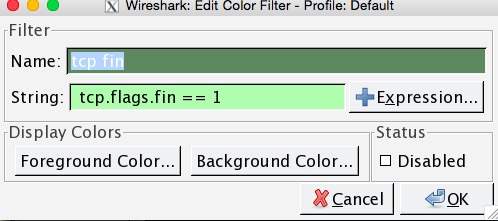 Wireshark: Edit Color Filter - Profile: Default
Filter
Name: tcp fin
String: tcp.flags.fin == 1 Expression...
Display Colors Status
Foreground Color... Background Color... Disabled
Cancel OK